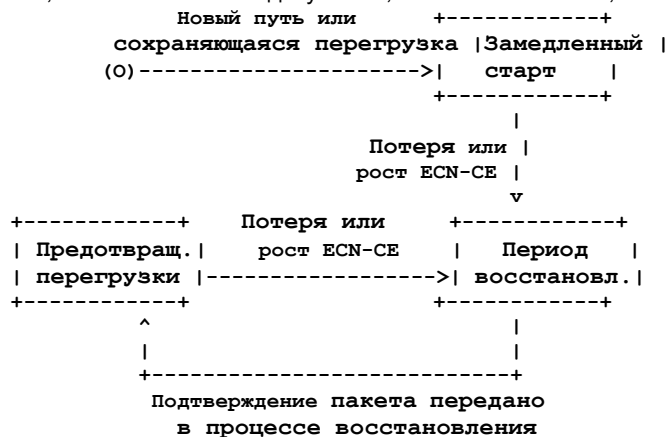 Новый путь или
сохраняющаяся перегрузка |Замедленный |
(O)--------------------->| старт |
Потеря или |
рост ECN-CE |
v
Потеря или
| Предотвращ.| рост ECN-CE | Период |
| перегрузки |------------------>| восстановл.|
^ |
Подтверждение пакета передано
в процессе восстановления